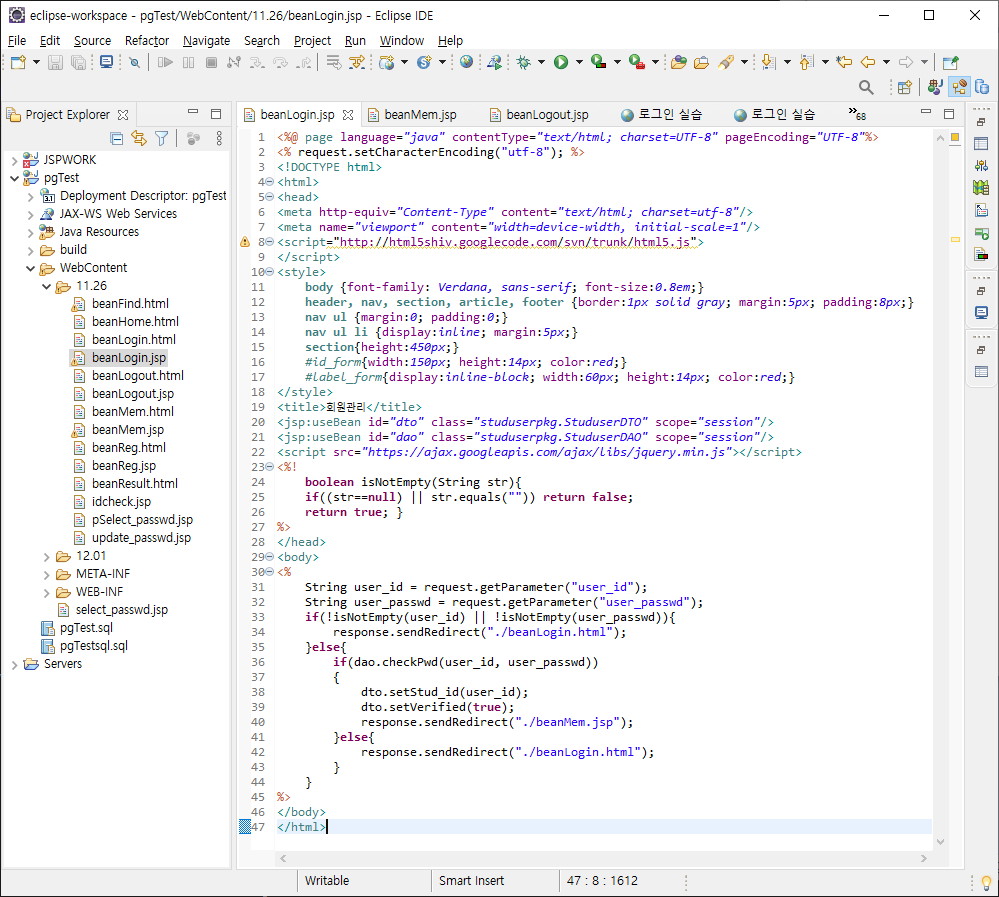 eclipse-workspace - pgTest/WebContent/11.26/beanLogin.jsp - Eclipse IDE
File Edit Source Refactor Navigate Search Project Run Window Help
Project Explorer
JSPWORK
pgTest
Deployment Descriptor: pgTest
JAX-WS Web Services
Java Resources
build
WebContent
11.26
beanFind.html
beanHome.html
beanLogin.html
beanLogin.jsp
beanLogout.html
beanLogout.jsp
beanMem.html
beanMem.jsp
beanReg.html
beanReg.jsp
beanResult.html
idcheck.jsp
pSelect_passwd.jsp
update_passwd.jsp
12.01
META-INF
WEB-INF
select_passwd.jsp
pgTest.sql
pgTestsql.sql
Servers
beanLogin.jsp beanMem.jsp beanLogout.jsp 로그인 실습 로그인 실습 »68
1 <%@ page language="java" contentType="text/html; charset=UTF-8" pageEncoding="UTF-8"%>
2 <% request.setCharacterEncoding("utf-8"); %>
3 <!DOCTYPE html>
4 <html>
5 <head>
6 <meta http-equiv="Content-Type" content="text/html; charset=utf-8"/>
7 <meta name="viewport" content="width=device-width, initial-scale=1"/>
8 <script="http://html5shiv.googlecode.com/svn/trunk/html5.js">
9 </script>
10 <style>
11 body {font-family: Verdana, sans-serif; font-size:0.8em;}
12 header, nav, section, article, footer {border:1px solid gray; margin:5px; padding:8px;}
13 nav ul {margin:0; padding:0;}
14 nav ul li {display:inline; margin:5px;}
15 section{height:450px;}
16 #id_form{width:150px; height:14px; color:red;}
17 #label_form{display:inline-block; width:60px; height:14px; color:red;}
18 </style>
19 <title>회원관리</title>
20 <jsp:useBean id="dto" class="studuserpkg.StuduserDTO" scope="session"/>
21 <jsp:useBean id="dao" class="studuserpkg.StuduserDAO" scope="session"/>
22 <script src="https://ajax.googleapis.com/ajax/libs/jquery.min.js"></script>
23 <%!
24 boolean isNotEmpty(String str){
25 if((str==null) || str.equals("")) return false;
26 return true; }
27 %>
28 </head>
29 <body>
30 <%
31 String user_id = request.getParameter("user_id");
32 String user_passwd = request.getParameter("user_passwd");
33 if(!isNotEmpty(user_id) || !isNotEmpty(user_passwd)){
34 response.sendRedirect("./beanLogin.html");
35 }else{
36 if(dao.checkPwd(user_id, user_passwd))
37 {
38 dto.setStud_id(user_id);
39 dto.setVerified(true);
40 response.sendRedirect("./beanMem.jsp");
41 }else{
42 response.sendRedirect("./beanLogin.html");
43 }
44 }
45 %>
46 </body>
47 </html>
Writable Smart Insert 47 : 8 : 1612